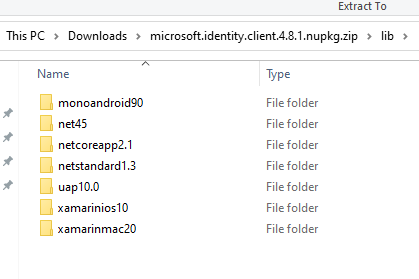 Extract To
This PC > Downloads > microsoft.identity.client.4.8.1.nupkg.zip > lib >
Name Type
monoandroid90 File folder
net45 File folder
netcoreapp2.1 File folder
netstandard1.3 File folder
uap10.0 File folder
xamarinios10 File folder
xamarinmac20 File folder